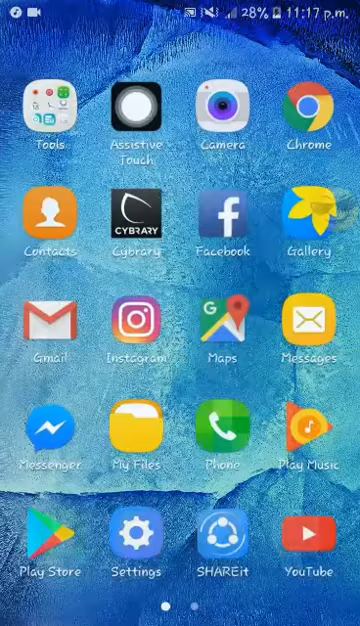 28% 11:17 p.m.
Tools
Assistive Touch
Camera
Chrome
CYBRARY
Contacts
Cybrary
Facebook
Gallery
Gmail
Instagram
Maps
Messages
Messenger
My Files
Phone
Play Music
Play Store
Settings
SHAREit
YouTube